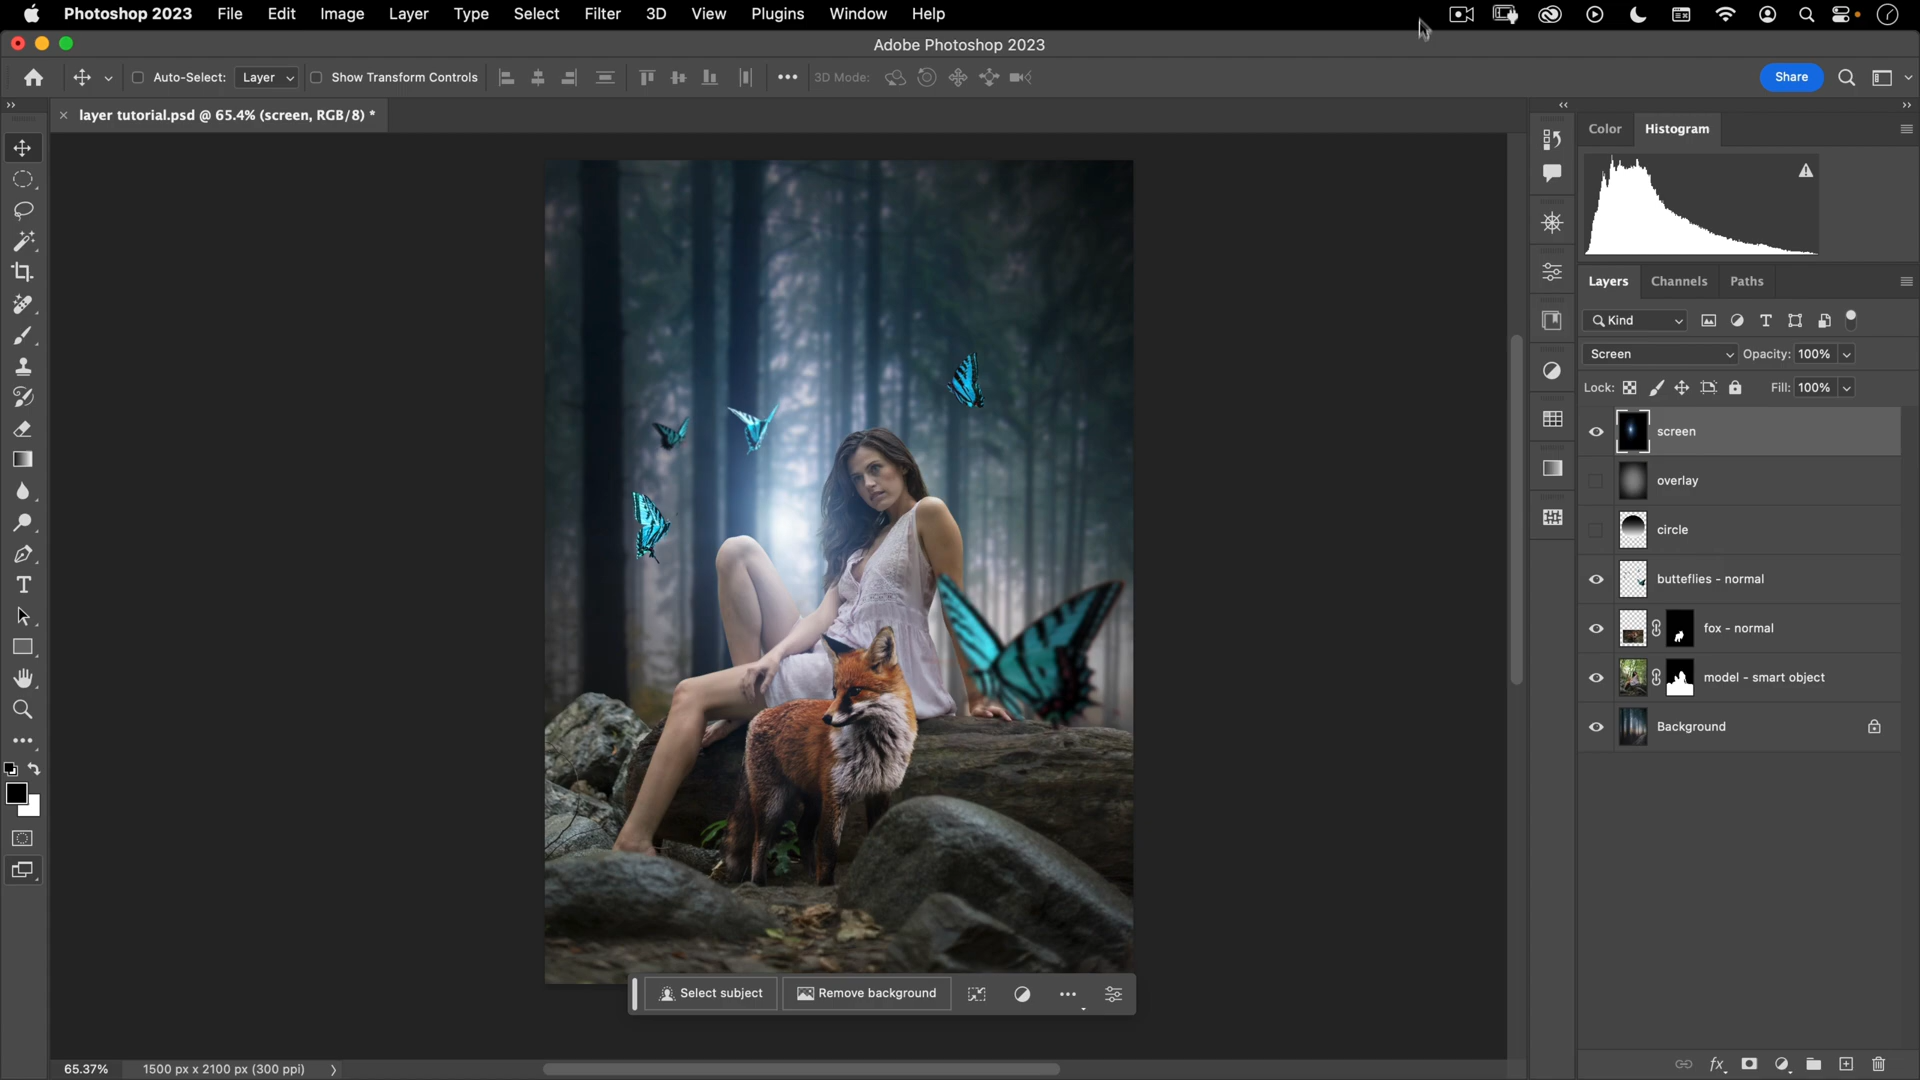 Photoshop 2023 File Edit Image Layer Type Select Filter 3D View Plugins Window Help
Adobe Photoshop 2023
Auto-Select: Layer Show Transform Controls 3D Mode: Share
layer tutorial.psd @ 65.4% (screen, RGB/8) *
Color Histogram
Layers Channels Paths
Kind
Screen Opacity: 100%
Lock: Fill: 100%
screen
overlay
circle
butteflies - normal
fox - normal
model - smart object
Background
Select subject Remove background
65.37% 1500 px x 2100 px (300 ppi)